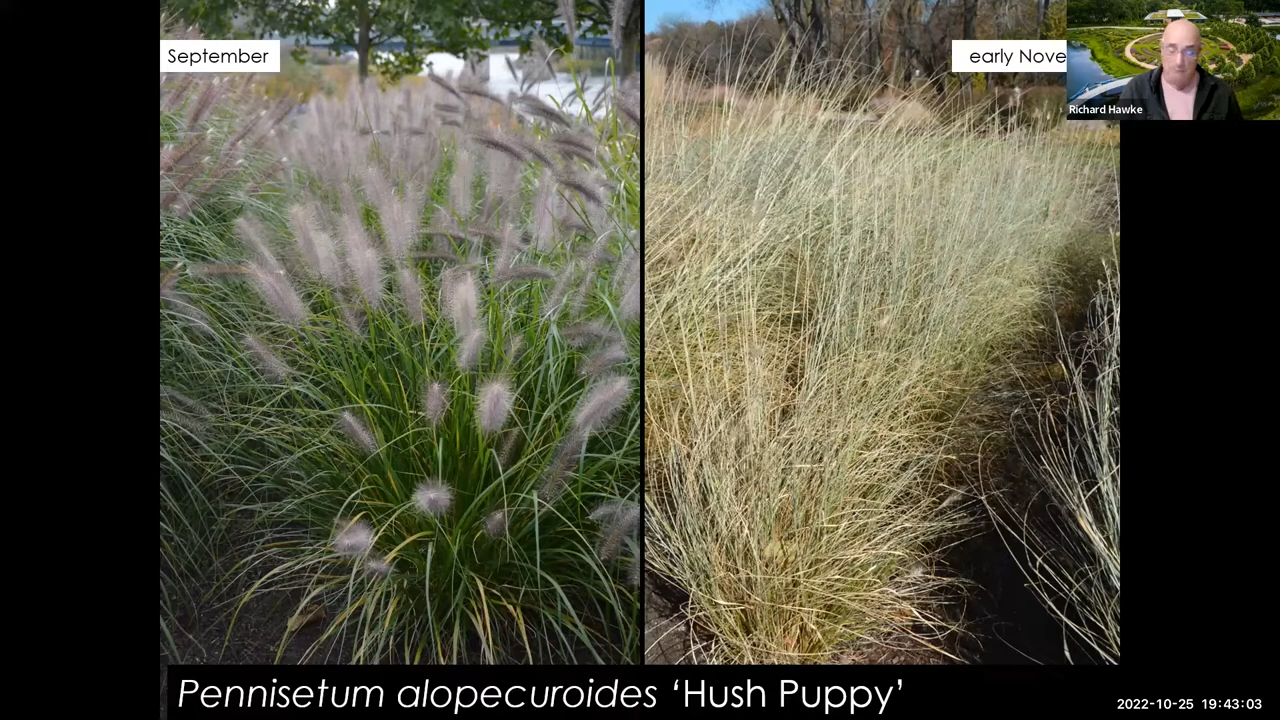 September
early Nove
Richard Hawke
Pennisetum alopecuroides ‘Hush Puppy’
2022-10-25 19:43:03